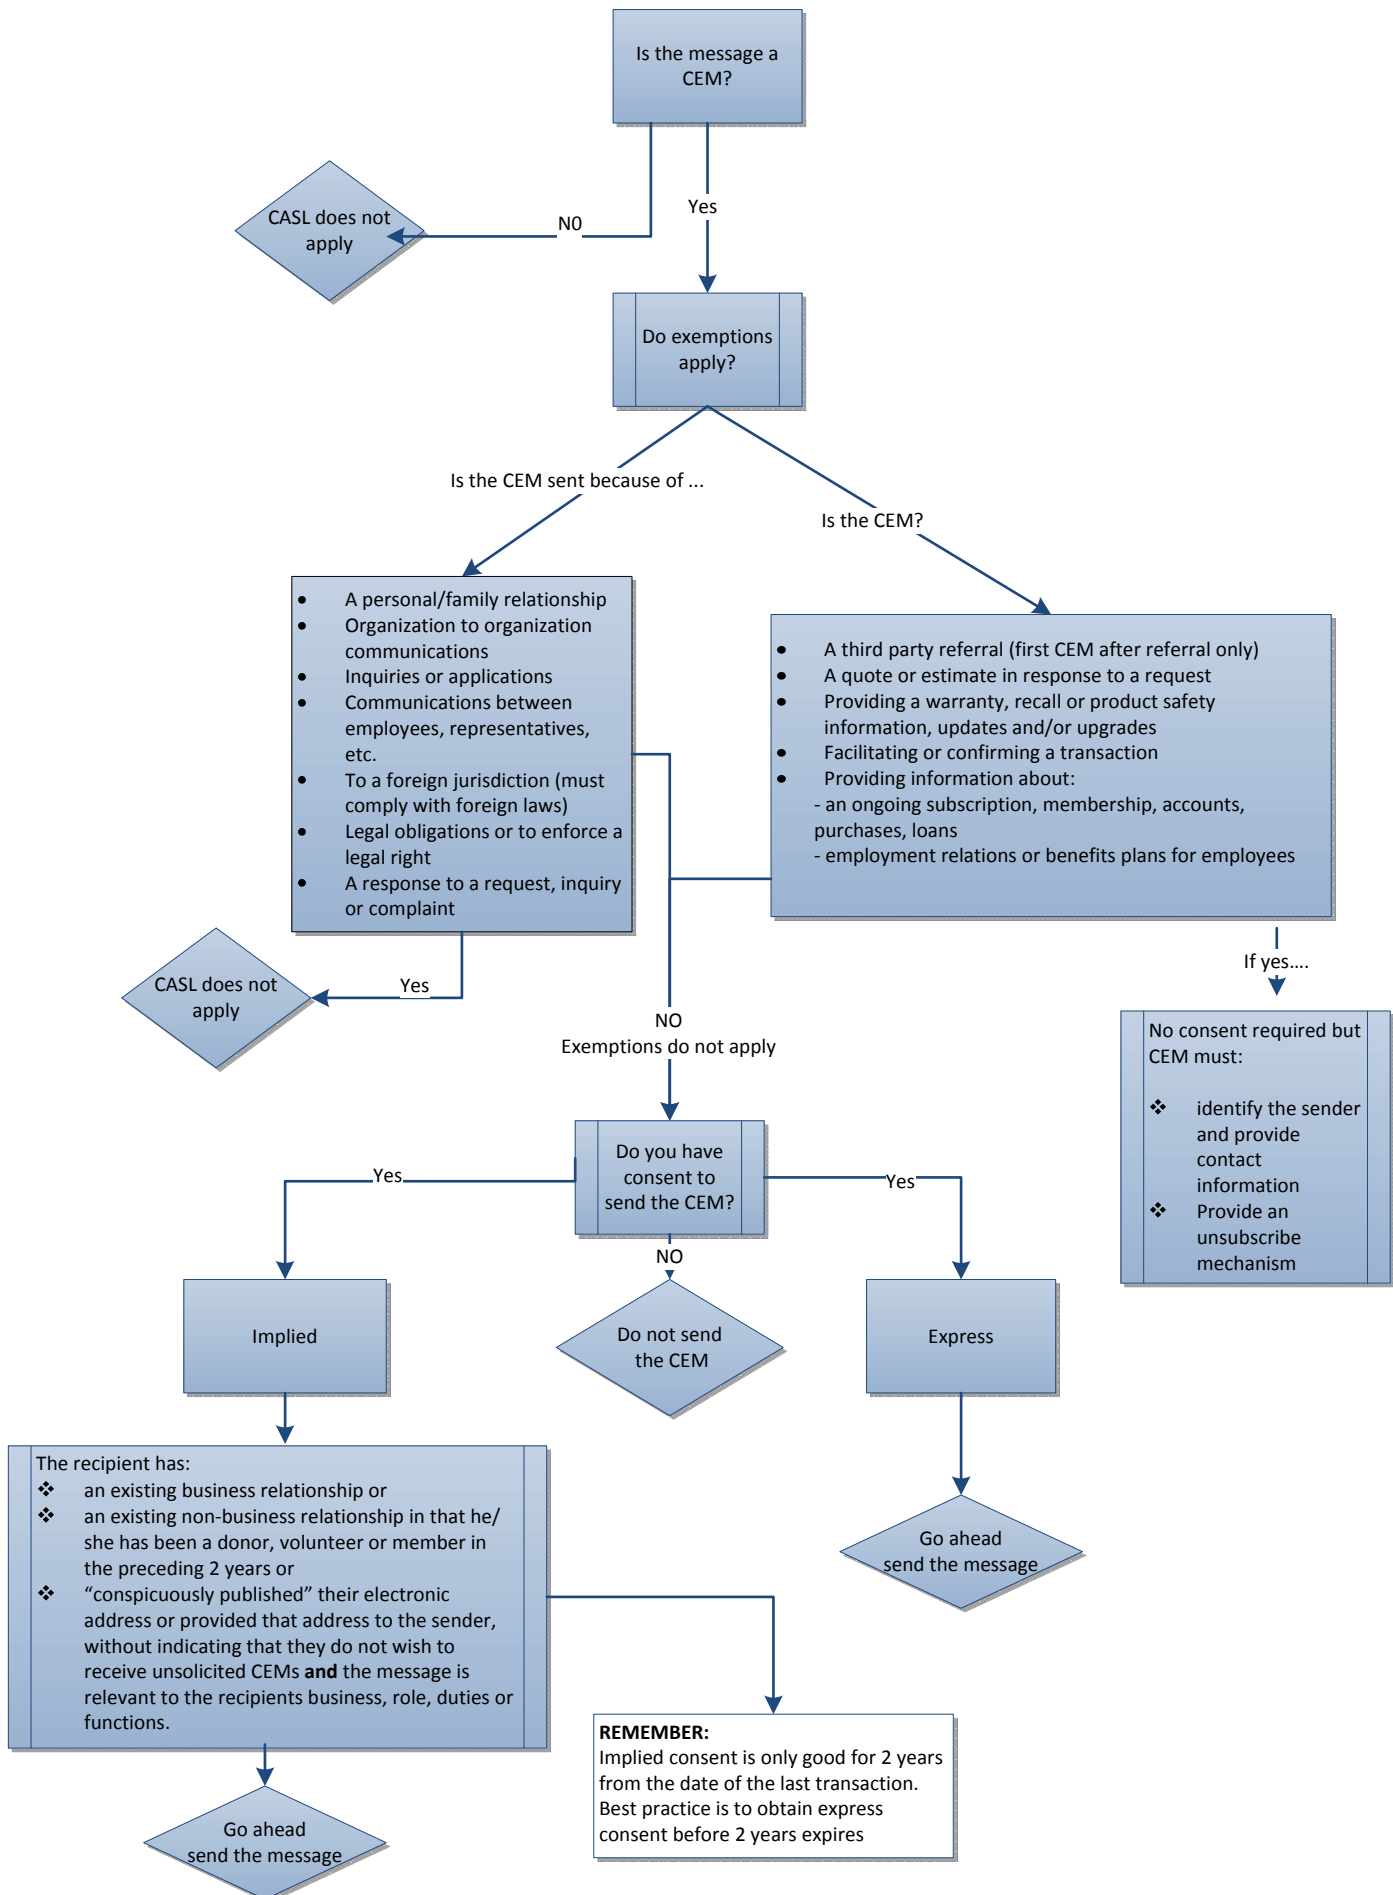 Is the message a
CEM?
CASL does not
apply
N0
Yes
Do exemptions
apply?
Is the CEM sent because of ...
Is the CEM?
• A personal/family relationship
• Organization to organization
communications
• Inquiries or applications
• Communications between
employees, representatives,
etc.
• To a foreign jurisdiction (must
comply with foreign laws)
• Legal obligations or to enforce a
legal right
• A response to a request, inquiry
or complaint
• A third party referral (first CEM after referral only)
• A quote or estimate in response to a request
• Providing a warranty, recall or product safety
information, updates and/or upgrades
• Facilitating or confirming a transaction
• Providing information about:
- an ongoing subscription, membership, accounts,
purchases, loans
- employment relations or benefits plans for employees
CASL does not
apply
Yes
If yes....
NO
Exemptions do not apply
No consent required but
CEM must:
❖ identify the sender
and provide
contact
information
❖ Provide an
unsubscribe
mechanism
Do you have
consent to
send the CEM?
Yes
Yes
NO
Implied
Do not send
the CEM
Express
The recipient has:
❖ an existing business relationship or
❖ an existing non-business relationship in that he/
she has been a donor, volunteer or member in
the preceding 2 years or
❖ “conspicuously published” their electronic
address or provided that address to the sender,
without indicating that they do not wish to
receive unsolicited CEMs and the message is
relevant to the recipients business, role, duties or
functions.
Go ahead
send the message
REMEMBER:
Implied consent is only good for 2 years
from the date of the last transaction.
Best practice is to obtain express
consent before 2 years expires
Go ahead
send the message